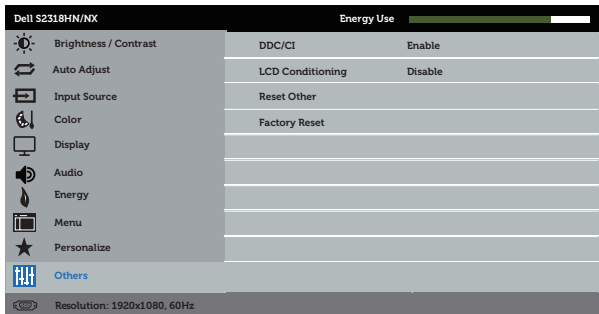 Dell S2318HN/NX Energy Use
Brightness / Contrast
Auto Adjust
Input Source
Color
Display
Audio
Energy
Menu
Personalize
Others
DDC/CI Enable
LCD Conditioning Disable
Reset Other
Factory Reset
Resolution: 1920x1080, 60Hz